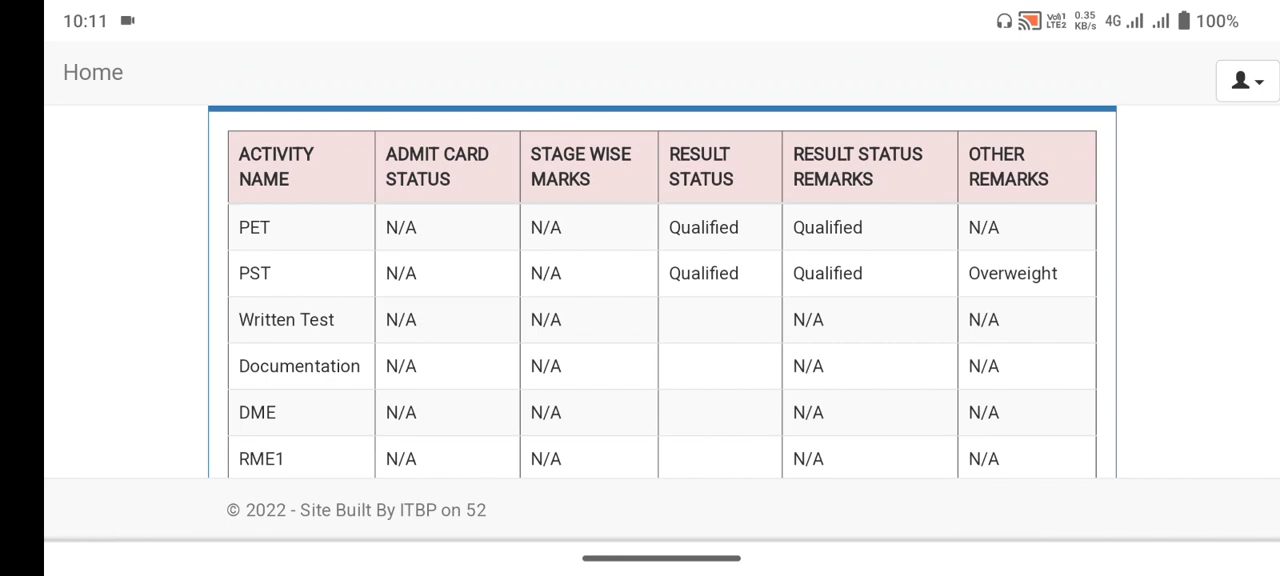 10:11 Vo1) LTE2 0.35 KB/s 4G 100%
Home
ACTIVITY NAME ADMIT CARD STATUS STAGE WISE MARKS RESULT STATUS RESULT STATUS REMARKS OTHER REMARKS
PET N/A N/A Qualified Qualified N/A
PST N/A N/A Qualified Qualified Overweight
Written Test N/A N/A N/A N/A
Documentation N/A N/A N/A N/A
DME N/A N/A N/A N/A
RME1 N/A N/A N/A N/A
© 2022 - Site Built By ITBP on 52